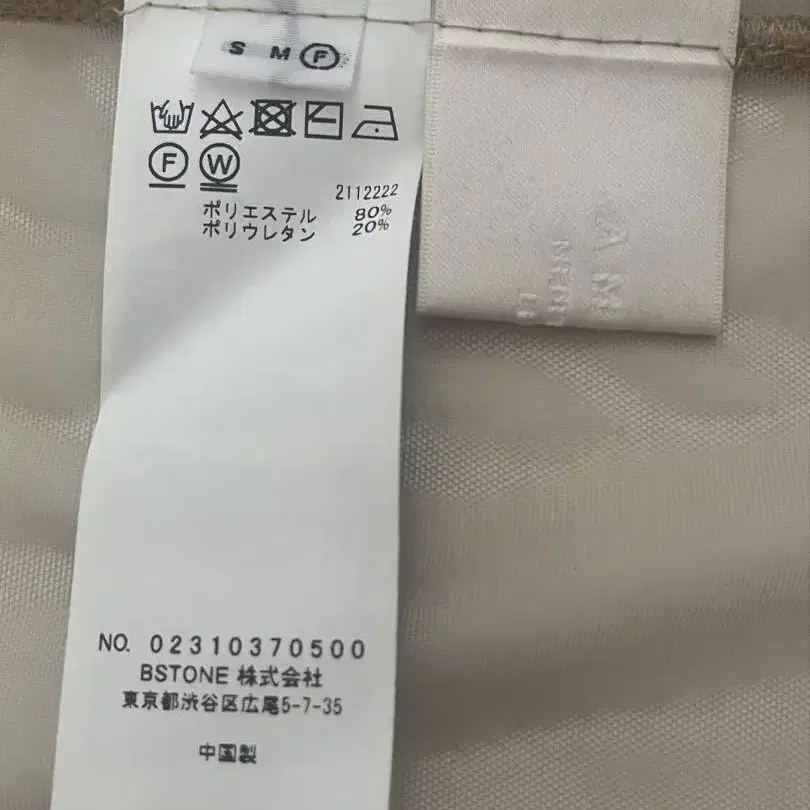 S M F
F W
2112222
ポリエステル 80%
ポリウレタン 20%
NO. 02310370500
BSTONE 株式会社
東京都渋谷区広尾5-7-35
中国製
AM